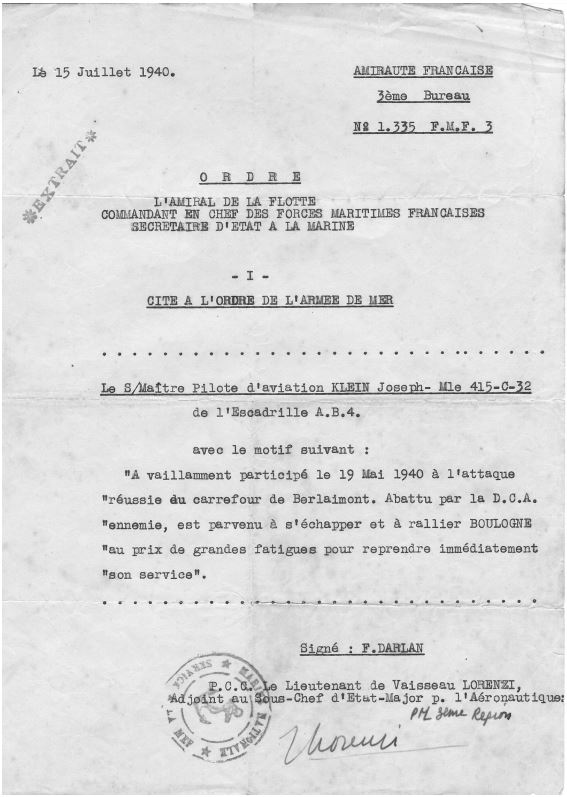 Le 15 Juillet 1940.
AMIRAUTE FRANCAISE
3ème Bureau
N° 1.335 F.M.F. 3
*EXTRAIT*
O R D R E
L'AMIRAL DE LA FLOTTE
COMMANDANT EN CHEF DES FORCES MARITIMES FRANCAISES
SECRETAIRE D'ETAT A LA MARINE
- I -
CITE A L'ORDRE DE L'ARMEE DE MER
Le S/Maître Pilote d'aviation KLEIN Joseph- Mle 415-C-32
de l'Escadrille A.B.4.
avec le motif suivant :
"A vaillamment participé le 19 Mai 1940 à l'attaque
"réussie du carrefour de Berlaimont. Abattu par la D.C.A.
"ennemie, est parvenu à s'échapper et à rallier BOULOGNE
"au prix de grandes fatigues pour reprendre immédiatement
"son service".
Signé : F.DARLAN
P.C.C. Le Lieutenant de Vaisseau LORENZI,
Adjoint au Sous-Chef d'Etat-Major p. l'Aéronautique:
PM 3ème Region
Lorenzi
MARINE NATIONALE ★ SERVICE A LA MER ★